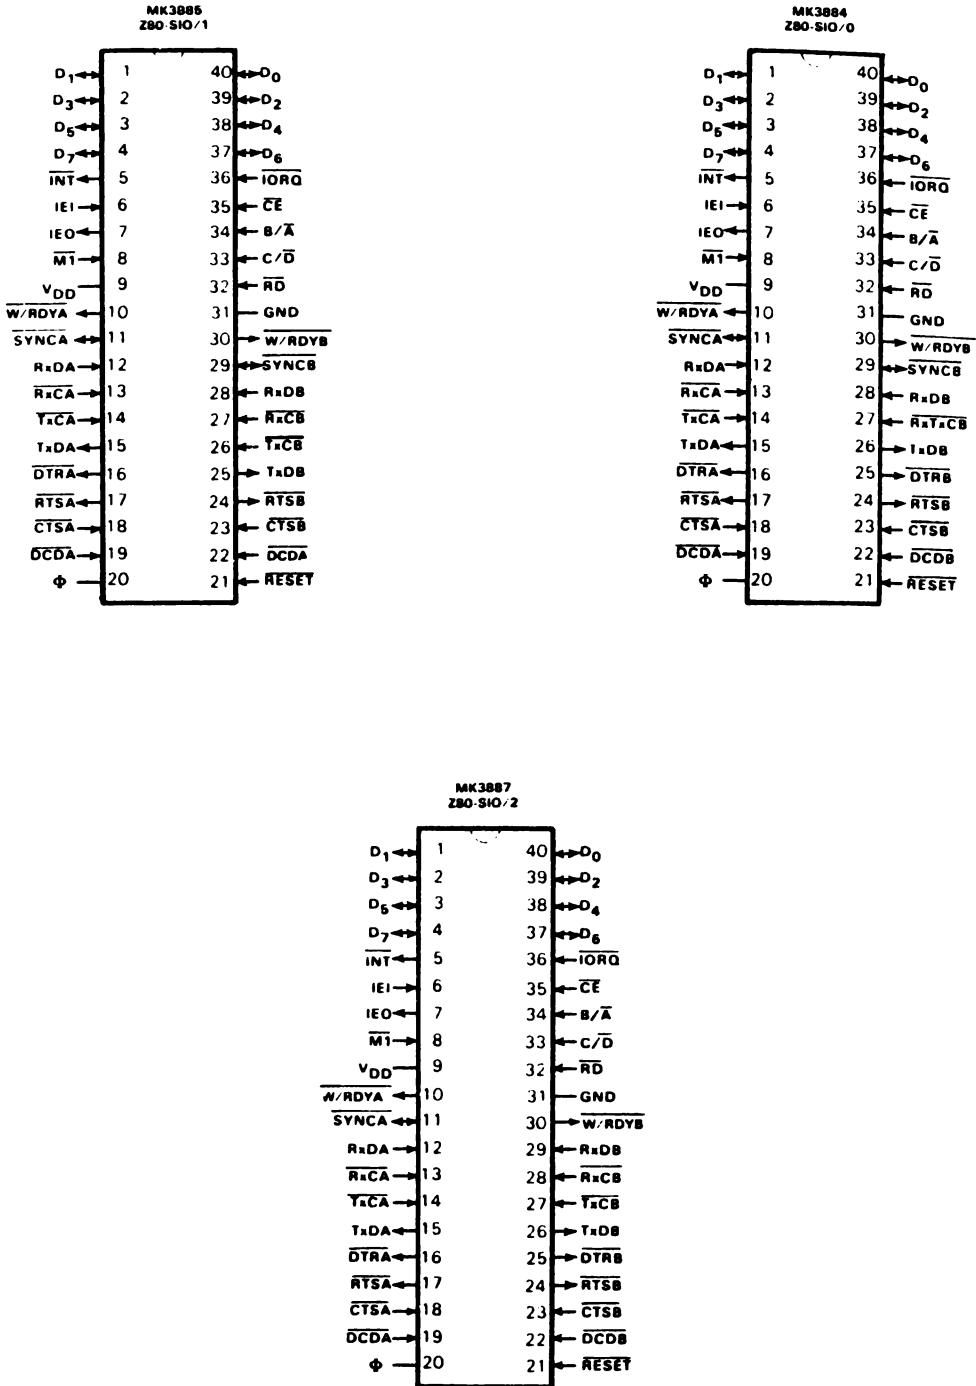 MK3885
Z80-SIO/1
D1 1 40 D0
D3 2 39 D2
D5 3 38 D4
D7 4 37 D6
INT 5 36 IORQ
IEI 6 35 CE
IEO 7 34 B/A
M1 8 33 C/D
VDD 9 32 RD
W/RDYA 10 31 GND
SYNCA 11 30 W/RDYB
RxDA 12 29 SYNCB
RxCA 13 28 RxDB
TxCA 14 27 RxCB
TxDA 15 26 TxCB
DTRA 16 25 TxDB
RTSA 17 24 RTSB
CTSA 18 23 CTSB
DCDA 19 22 DCDA
Φ 20 21 RESET
MK3884
Z80-SIO/0
D1 1 40 D0
D3 2 39 D2
D5 3 38 D4
D7 4 37 D6
INT 5 36 IORQ
IEI 6 35 CE
IEO 7 34 B/A
M1 8 33 C/D
VDD 9 32 RD
W/RDYA 10 31 GND
SYNCA 11 30 W/RDYB
RxDA 12 29 SYNCB
RxCA 13 28 RxDB
TxCA 14 27 RxTxCB
TxDA 15 26 TxDB
DTRA 16 25 DTRB
RTSA 17 24 RTSB
CTSA 18 23 CTSB
DCDA 19 22 DCDB
Φ 20 21 RESET
MK3887
Z80-SIO/2
D1 1 40 D0
D3 2 39 D2
D5 3 38 D4
D7 4 37 D6
INT 5 36 IORQ
IEI 6 35 CE
IEO 7 34 B/A
M1 8 33 C/D
VDD 9 32 RD
W/RDYA 10 31 GND
SYNCA 11 30 W/RDYB
RxDA 12 29 RxDB
RxCA 13 28 RxCB
TxCA 14 27 TxCB
TxDA 15 26 TxDB
DTRA 16 25 DTRB
RTSA 17 24 RTSB
CTSA 18 23 CTSB
DCDA 19 22 DCDB
Φ 20 21 RESET